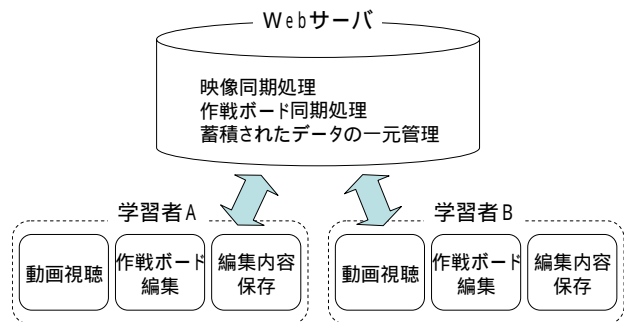 Webサーバ
映像同期処理
作戦ボード同期処理
蓄積されたデータの一元管理
学習者A
動画視聴
作戦ボード
編集
編集内容
保存
学習者B
動画視聴
作戦ボード
編集
編集内容
保存